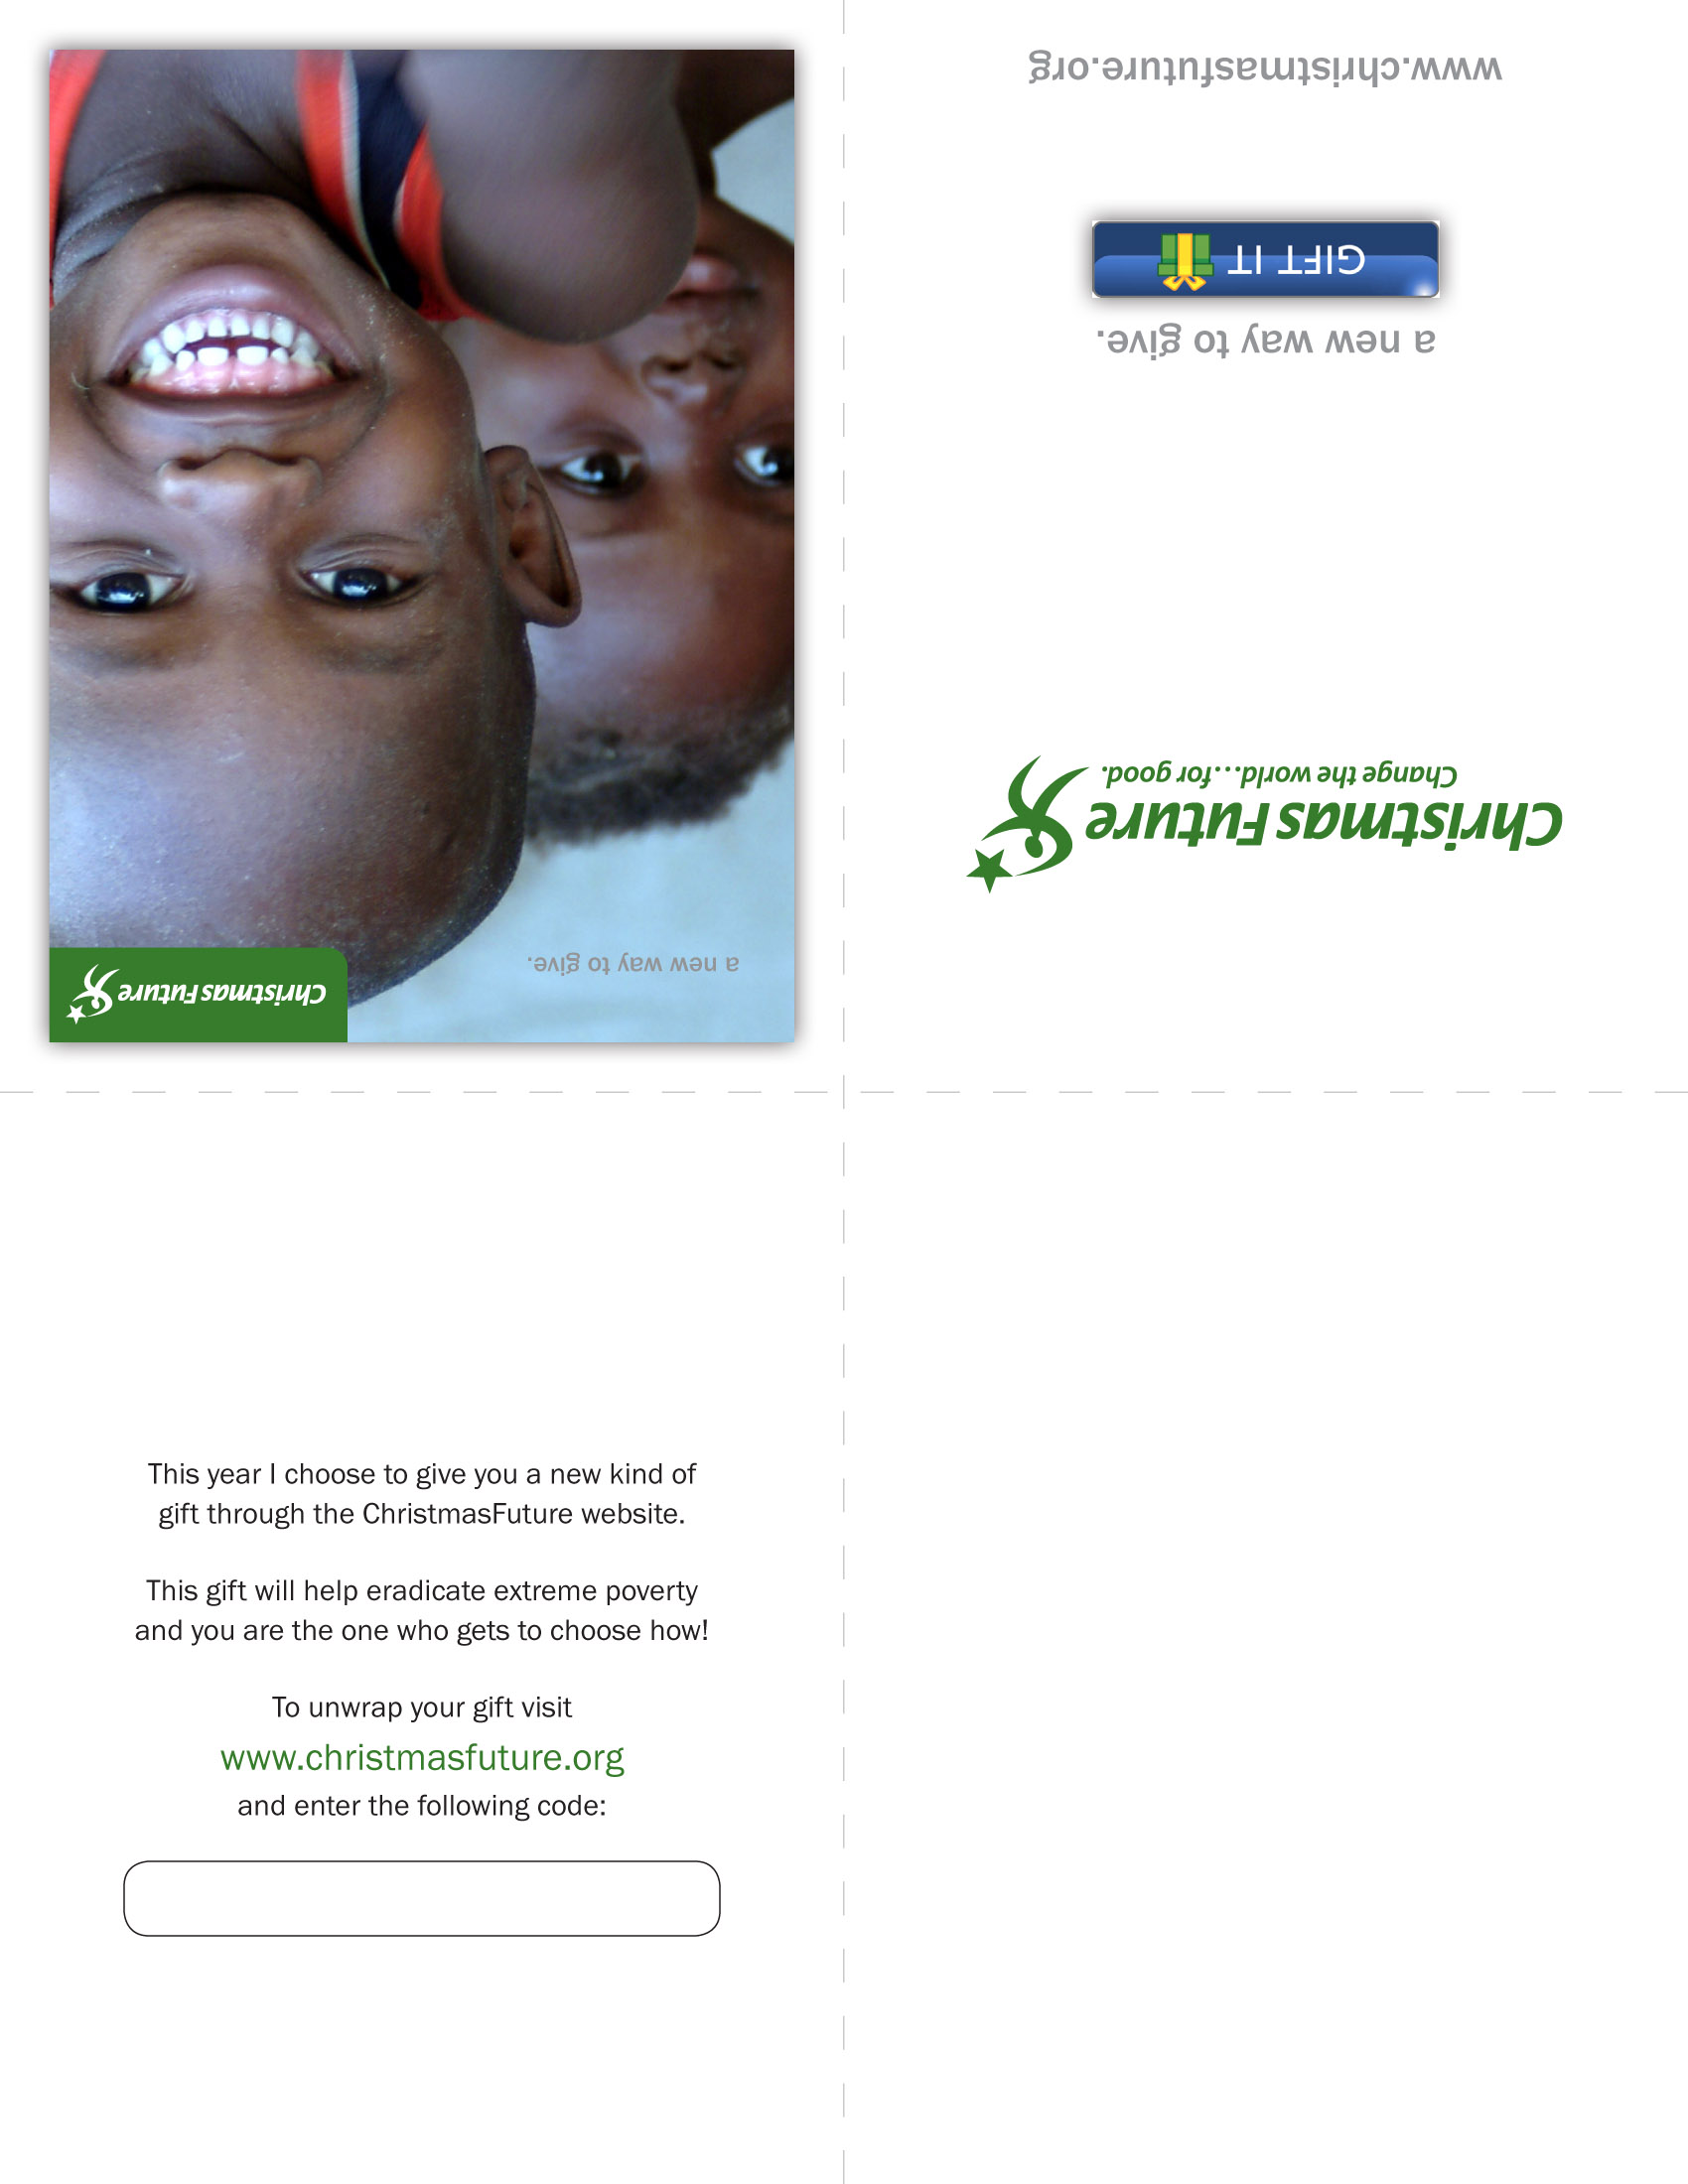 a new way to give.
ChristmasFuture
ChristmasFuture
Change the world....for good.
a new way to give.
GIFT IT
www.christmasfuture.org
This year I choose to give you a new kind of
gift through the ChristmasFuture website.
This gift will help eradicate extreme poverty
and you are the one who gets to choose how!
To unwrap your gift visit
www.christmasfuture.org
and enter the following code: